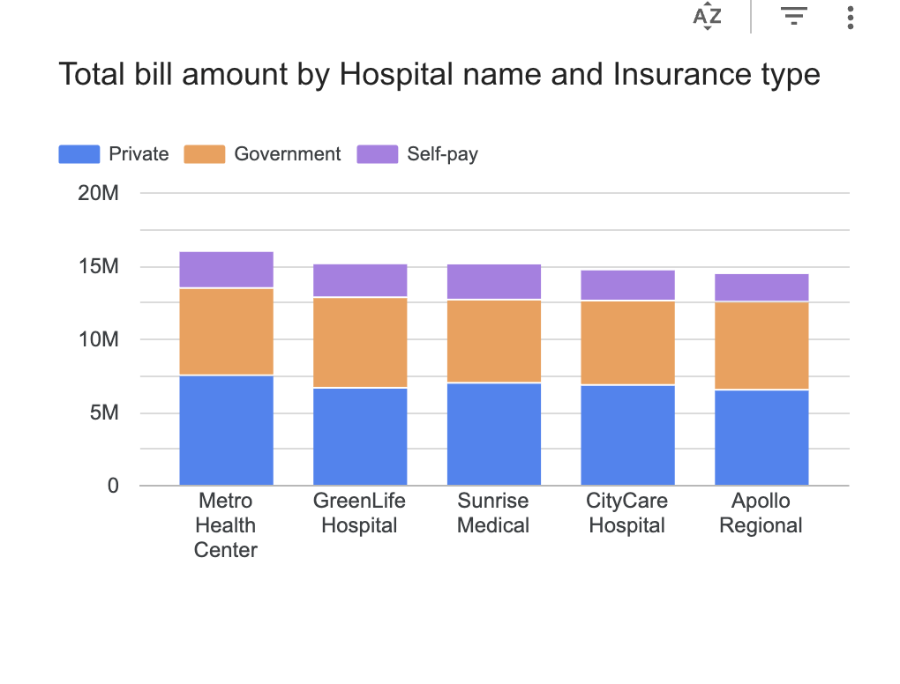 AZ
Total bill amount by Hospital name and Insurance type
Private Government Self-pay
20M
15M
10M
5M
0
Metro Health Center
GreenLife Hospital
Sunrise Medical
CityCare Hospital
Apollo Regional